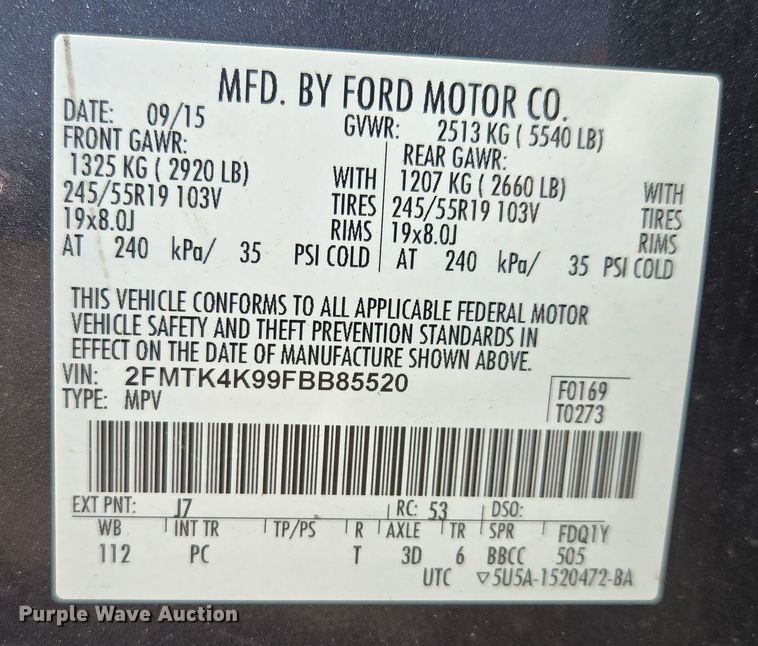 MFD. BY FORD MOTOR CO.
DATE: 09/15
GVWR: 2513 KG ( 5540 LB)
FRONT GAWR:
1325 KG ( 2920 LB) WITH
245/55R19 103V TIRES
19x8.0J RIMS
AT 240 kPa/ 35 PSI COLD
REAR GAWR:
1207 KG ( 2660 LB) WITH
245/55R19 103V TIRES
19x8.0J RIMS
AT 240 kPa/ 35 PSI COLD
THIS VEHICLE CONFORMS TO ALL APPLICABLE FEDERAL MOTOR
VEHICLE SAFETY AND THEFT PREVENTION STANDARDS IN
EFFECT ON THE DATE OF MANUFACTURE SHOWN ABOVE.
VIN: 2FMTK4K99FBB85520
TYPE: MPV
F0169
T0273
EXT PNT: J7 RC: 53 DSO:
WB INT TR TP/PS R AXLE TR SPR FDQ1Y
112 PC T 3D 6 BBCC 505
UTC ▽5U5A-1520472-BA
Purple Wave Auction